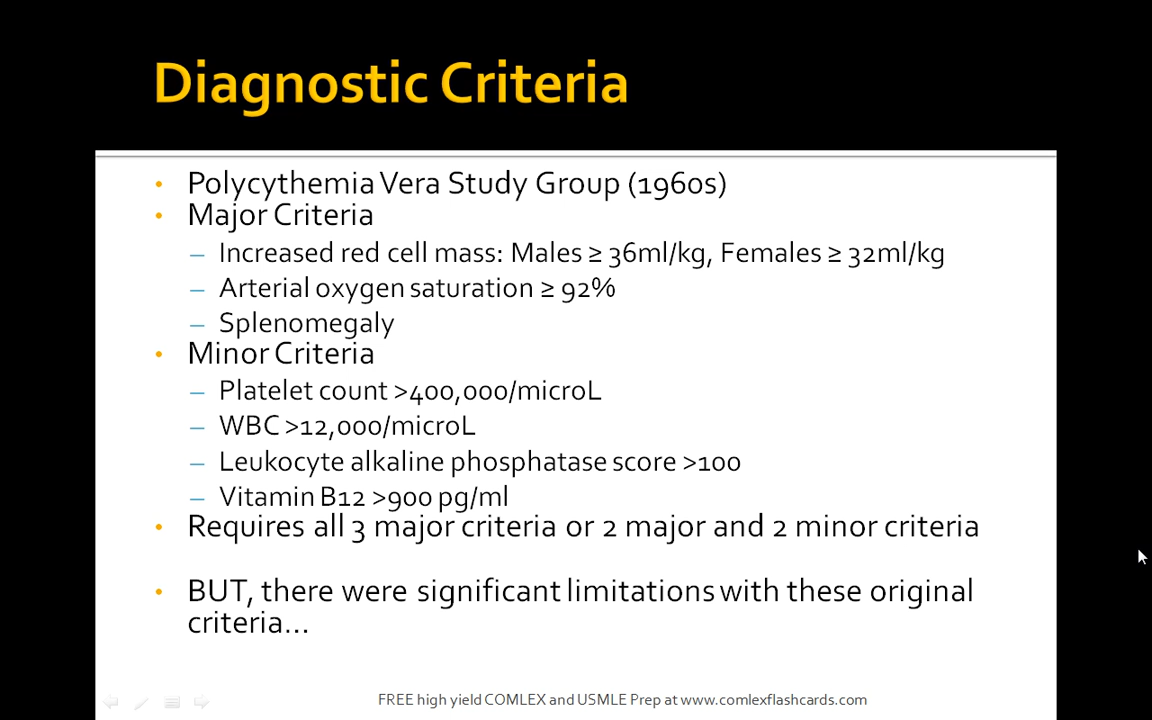 Diagnostic Criteria
• Polycythemia Vera Study Group (1960s)
• Major Criteria
– Increased red cell mass: Males ≥ 36ml/kg, Females ≥ 32ml/kg
– Arterial oxygen saturation ≥ 92%
– Splenomegaly
• Minor Criteria
– Platelet count >400,000/microL
– WBC >12,000/microL
– Leukocyte alkaline phosphatase score >100
– Vitamin B12 >900 pg/ml
• Requires all 3 major criteria or 2 major and 2 minor criteria
• BUT, there were significant limitations with these original
criteria...
FREE high yield COMLEX and USMLE Prep at www.comlexflashcards.com